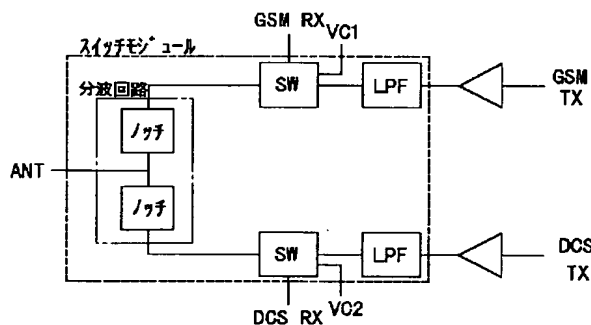 GSM RX
VC1
スイッチモジュール
分波回路
SW
LPF
GSM
TX
ノッチ
ANT
ノッチ
SW
LPF
DCS
TX
VC2
DCS RX